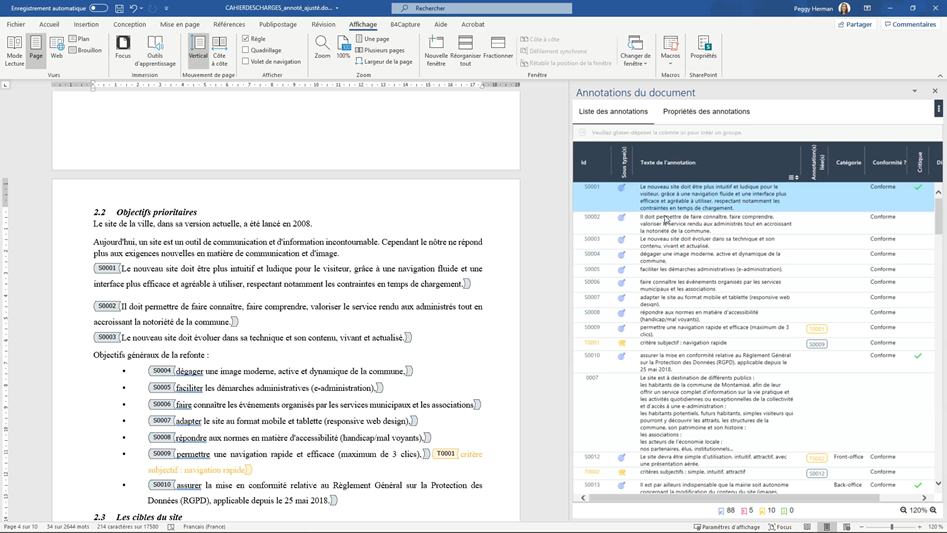 Enregistrement automatique
CAHIERDESCHARGES_annoté_ajusté.do...
Rechercher
Peggy Herman
Fichier Accueil Insertion Dessin Conception Mise en page Références Publipostage Révision Affichage B4Capture Aide Acrobat
Partager
Commentaires
Mode Lecture
Page
Web
Plan
Brouillon
Vues
Focus
Outils d'apprentissage
Immersion
Vertical
Côte à côte
Mouvement de page
Règle
Quadrillage
Volet de navigation
Afficher
Zoom
100%
Une page
Plusieurs pages
Largeur de la page
Zoom
Nouvelle fenêtre
Réorganiser tout
Fractionner
Côte à côte
Défilement synchrone
Rétablir la position de la fenêtre
Fenêtre
Changer de fenêtre
Macros
Macros
Propriétés
SharePoint
2.2 Objectifs prioritaires
Le site de la ville, dans sa version actuelle, a été lancé en 2008.
Aujourd'hui, un site est un outil de communication et d'information incontournable. Cependant le nôtre ne répond
plus aux exigences nouvelles en matière de communication et d'image.
S0001 Le nouveau site doit être plus intuitif et ludique pour le visiteur, grâce à une navigation fluide et une
interface plus efficace et agréable à utiliser, respectant notamment les contraintes en temps de chargement.
S0002 Il doit permettre de faire connaître, faire comprendre, valoriser le service rendu aux administrés tout en
accroissant la notoriété de la commune.
S0003 Le nouveau site doit évoluer dans sa technique et son contenu, vivant et actualisé.
Objectifs généraux de la refonte :
• S0004 dégager une image moderne, active et dynamique de la commune,
• S0005 faciliter les démarches administratives (e-administration),
• S0006 faire connaître les événements organisés par les services municipaux et les associations
• S0007 adapter le site au format mobile et tablette (responsive web design),
• S0008 répondre aux normes en matière d'accessibilité (handicap/mal voyants),
• S0009 permettre une navigation rapide et efficace (maximum de 3 clics), T0001 critère
subjectif : navigation rapide
• S0010 assurer la mise en conformité relative au Règlement Général sur la Protection des
Données (RGPD), applicable depuis le 25 mai 2018.
2.3 Les cibles du site
Annotations du document
Liste des annotations
Propriétés des annotations
Veuillez glisser-déposer la colonne ici pour créer un groupe.
Id Sous type(s) Texte de l'annotation Annotation(s) liée(s) Catégorie Conformité ? Critique Di
S0001 Le nouveau site doit être plus intuitif et ludique pour le Conforme
visiteur, grâce à une navigation fluide et une interface plus
efficace et agréable à utiliser, respectant notamment les
contraintes en temps de chargement.
S0002 Il doit permettre de faire connaître, faire comprendre, Conforme
valoriser le service rendu aux administrés tout en accroissant
la notoriété de la commune.
S0003 Le nouveau site doit évoluer dans sa technique et son Conforme
contenu, vivant et actualisé.
S0004 dégager une image moderne, active et dynamique de la Conforme
commune,
S0005 faciliter les démarches administratives (e-administration), Conforme
S0006 faire connaître les événements organisés par les services Conforme
municipaux et les associations
S0007 adapter le site au format mobile et tablette (responsive web Conforme
design),
S0008 répondre aux normes en matière d'accessibilité Conforme
(handicap/mal voyants),
S0009 permettre une navigation rapide et efficace (maximum de 3 T0001 Conforme
clics),
T0001 critère subjectif : navigation rapide S0009 Conforme
S0010 assurer la mise en conformité relative au Règlement Général Conforme
sur la Protection des Données (RGPD), applicable depuis le
25 mai 2018.
0007 Le site est à destination de différents publics :
les habitants de la commune de Montamisé, afin de leur
offrir un service complet d'information sur la vie pratique et
les activités quotidiennes ou exceptionnelles de la collectivité
et d'accès à une e-administration :
les habitants potentiels, futurs habitants, simples visiteurs qui
pourront y découvrir les attraits, les structures de la
commune, son patrimoine et son histoire :
les associations :
les acteurs de l'économie locale :
nos partenaires, élus, institutionnels...
S0012 Le site devra être simple d'utilisation, intuitif, attractif, avec T0002 Front-office Conforme
une présentation aérée.
T0002 critères subjectifs : simple, intuitif, attractif S0012 Conforme
S0013 Il est par ailleurs indispensable que la mairie soit autonome Back-office Conforme
concernant la modification du contenu du site (images,
88 5 10 0
120%
Page 4 sur 10 46 sur 2644 mots 214 caractères sur 17580 Français (France)
Paramètres d'affichage Focus
120 %